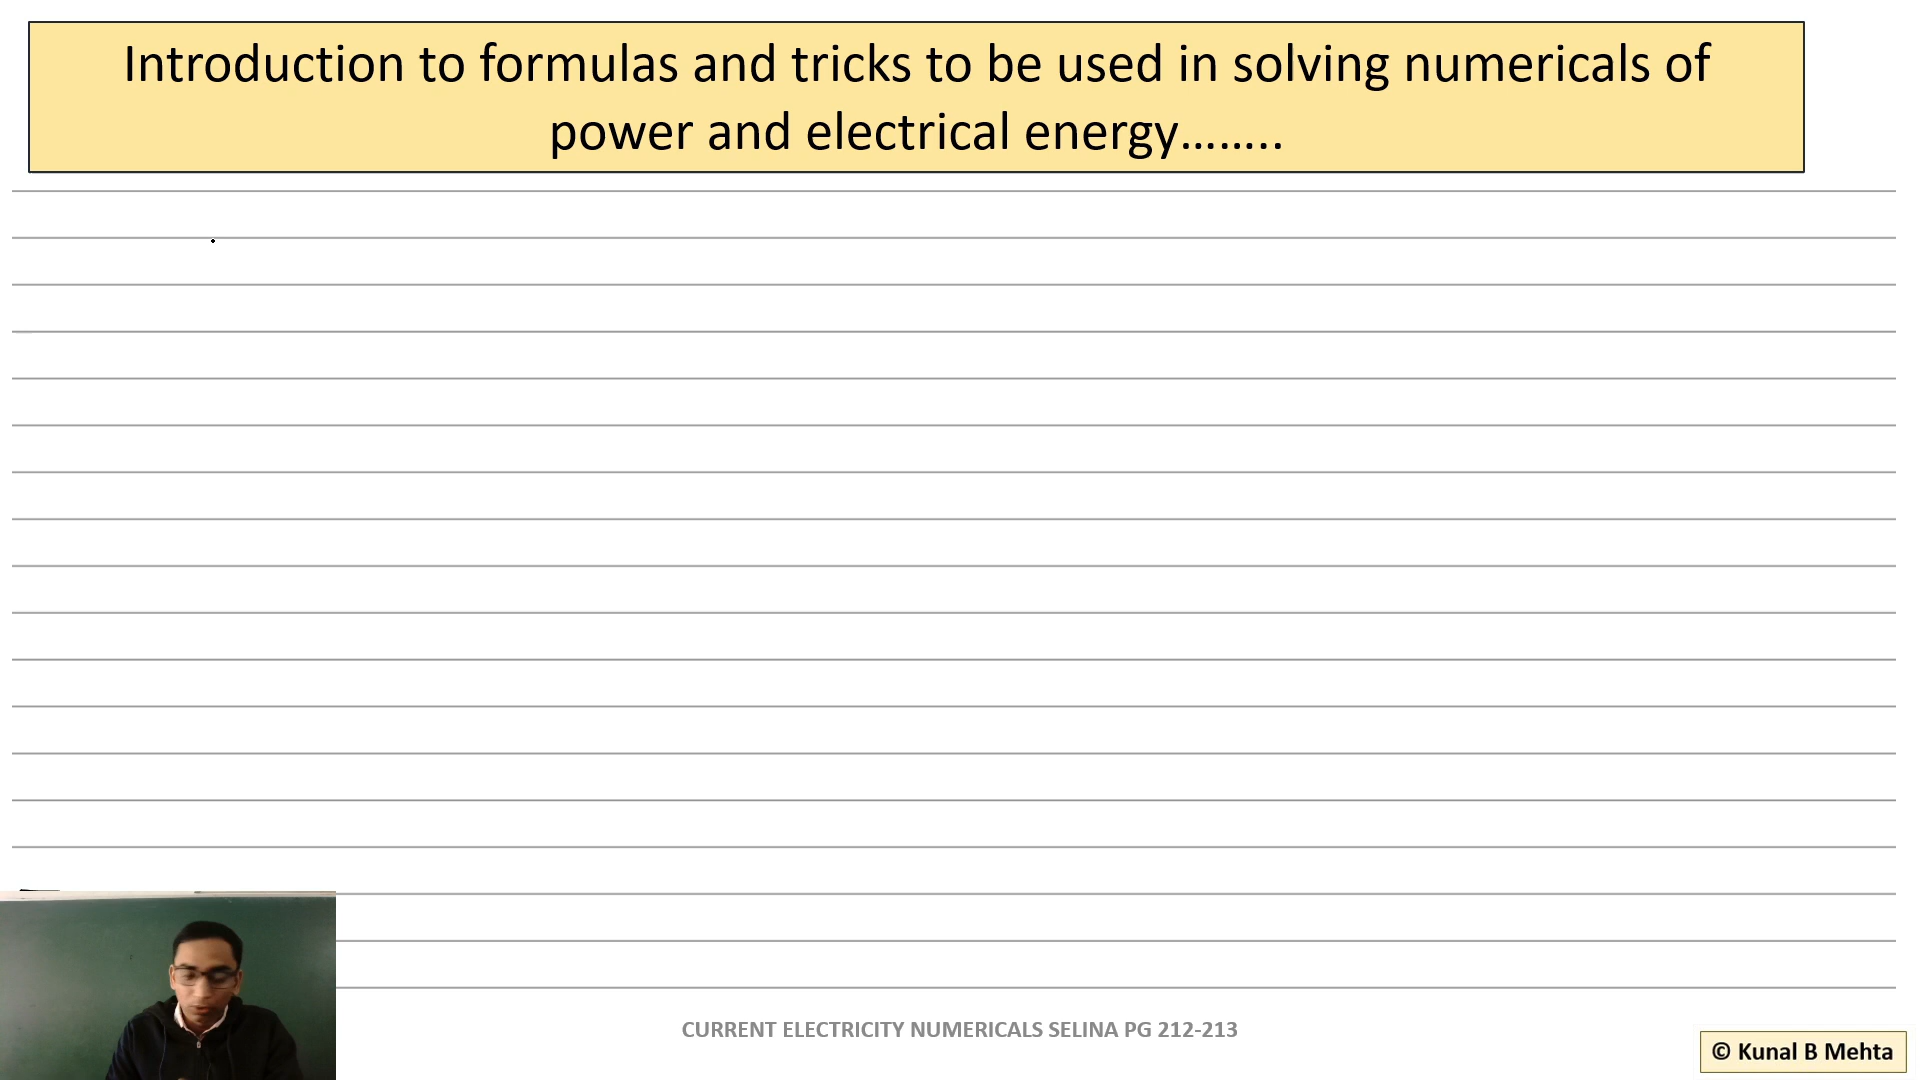 Introduction to formulas and tricks to be used in solving numericals of
power and electrical energy……..
CURRENT ELECTRICITY NUMERICALS SELINA PG 212-213
© Kunal B Mehta